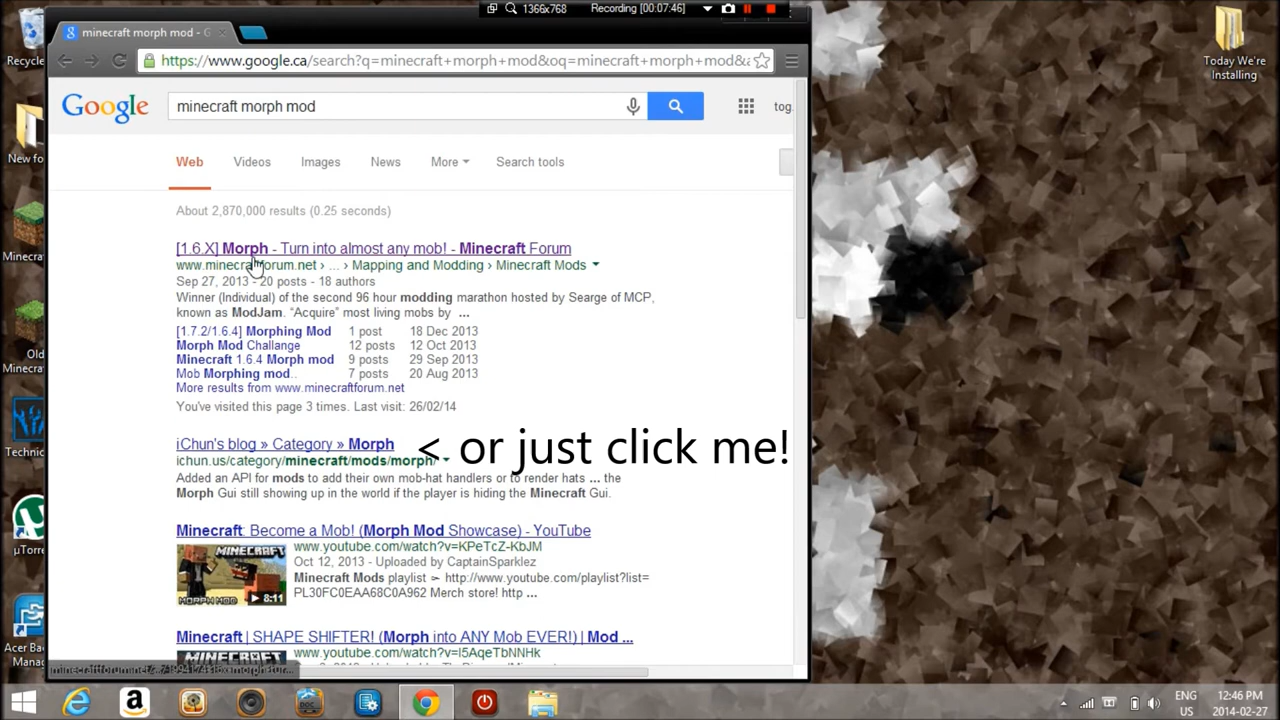 1366x768 Recording [00:07:46]
minecraft morph mod - G
https://www.google.ca/search?q=minecraft+morph+mod&oq=minecraft+morph+mod&
Google
minecraft morph mod
tog.
Web Videos Images News More Search tools
About 2,870,000 results (0.25 seconds)
[1.6.X] Morph - Turn into almost any mob! - Minecraft Forum
www.minecraftforum.net › ... › Mapping and Modding › Minecraft Mods
Sep 27, 2013 - 20 posts - 18 authors
Winner (Individual) of the second 96 hour modding marathon hosted by Searge of MCP,
known as ModJam. “Acquire” most living mobs by ...
[1.7.2/1.6.4] Morphing Mod 1 post 18 Dec 2013
Morph Mod Challange 12 posts 12 Oct 2013
Minecraft 1.6.4 Morph mod 9 posts 29 Sep 2013
Mob Morphing mod.. 7 posts 20 Aug 2013
More results from www.minecraftforum.net
You've visited this page 3 times. Last visit: 26/02/14
iChun's blog » Category » Morph
< or just click me!
ichun.us/category/minecraft/mods/morph/
Added an API for mods to add their own mob-hat handlers or to render hats ... the
Morph Gui still showing up in the world if the player is hiding the Minecraft Gui.
Minecraft: Become a Mob! (Morph Mod Showcase) - YouTube
www.youtube.com/watch?v=KPeTcZ-KbJM
Oct 12, 2013 - Uploaded by CaptainSparklez
Minecraft Mods playlist ➣ http://www.youtube.com/playlist?list=
PL30FC0EAA68C0A962 Merch store! http ...
MINECRAFT
MORPH MOD
8:11
Minecraft | SHAPE SHIFTER! (Morph into ANY Mob EVER!) | Mod ...
www.youtube.com/watch?v=I5AqeTbNNHk
MINECRAFT
Recycle
New fo
Minecra
Old
Minecra
Technic
µTorre
Acer Ba
Mana
Today We're
Installing
DOC
ENG
US
12:46 PM
2014-02-27